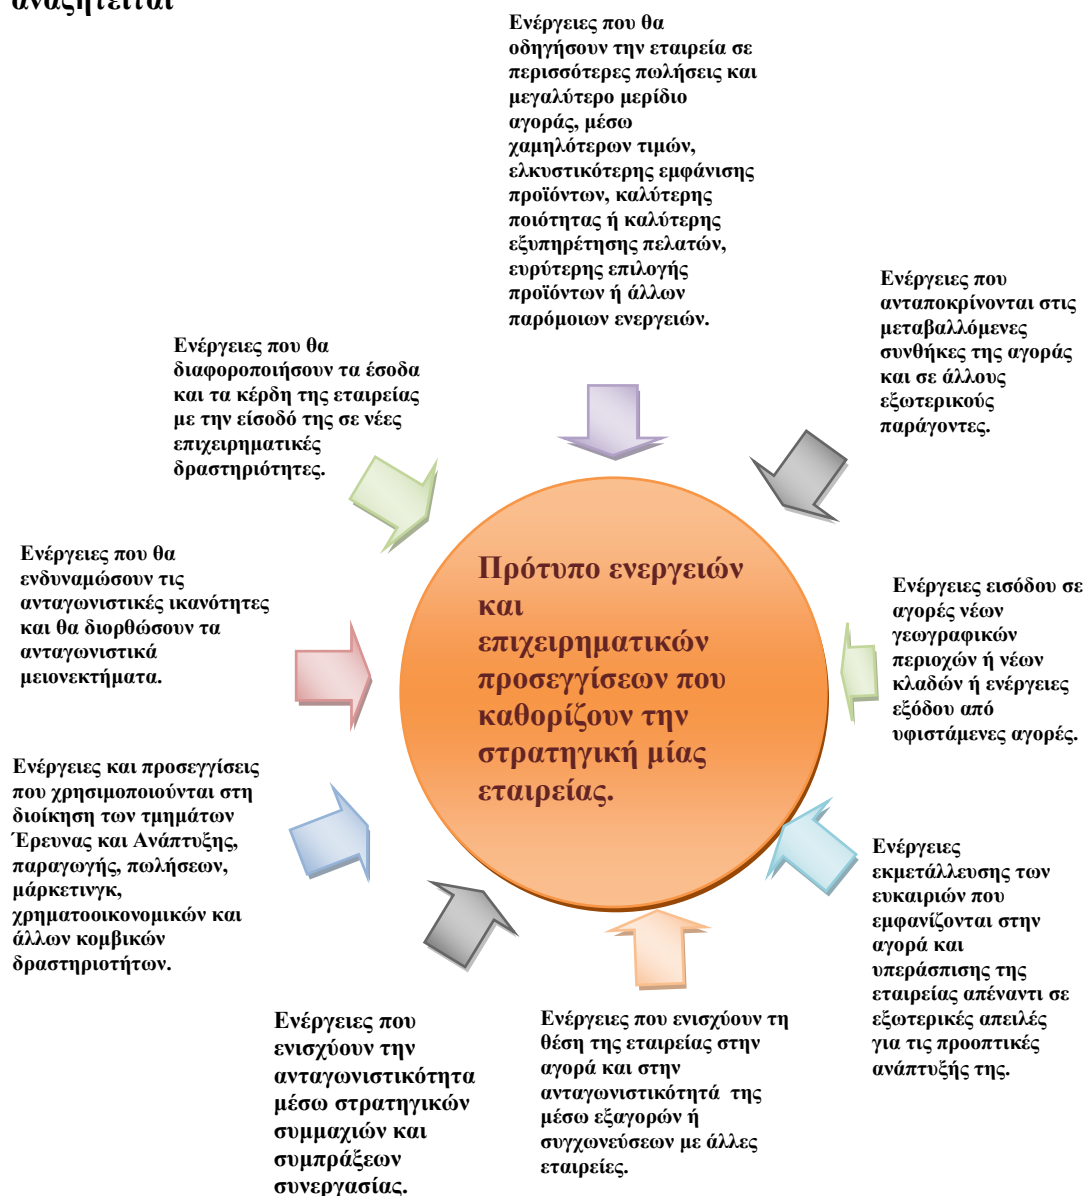 αναζητείται
Ενέργειες που θα
οδηγήσουν την εταιρεία σε
περισσότερες πωλήσεις και
μεγαλύτερο μερίδιο
αγοράς, μέσω
χαμηλότερων τιμών,
ελκυστικότερης εμφάνισης
προϊόντων, καλύτερης
ποιότητας ή καλύτερης
εξυπηρέτησης πελατών,
ευρύτερης επιλογής
προϊόντων ή άλλων
παρόμοιων ενεργειών.
Ενέργειες που
ανταποκρίνονται στις
μεταβαλλόμενες
συνθήκες της αγοράς
και σε άλλους
εξωτερικούς
παράγοντες.
Ενέργειες που θα
διαφοροποιήσουν τα έσοδα
και τα κέρδη της εταιρείας
με την είσοδό της σε νέες
επιχειρηματικές
δραστηριότητες.
Ενέργειες που θα
ενδυναμώσουν τις
ανταγωνιστικές ικανότητες
και θα διορθώσουν τα
ανταγωνιστικά
μειονεκτήματα.
Πρότυπο ενεργειών
και
επιχειρηματικών
προσεγγίσεων που
καθορίζουν την
στρατηγική μίας
εταιρείας.
Ενέργειες εισόδου σε
αγορές νέων
γεωγραφικών
περιοχών ή νέων
κλαδών ή ενέργειες
εξόδου από
υφιστάμενες αγορές.
Ενέργειες και προσεγγίσεις
που χρησιμοποιούνται στη
διοίκηση των τμημάτων
Έρευνας και Ανάπτυξης,
παραγωγής, πωλήσεων,
μάρκετινγκ,
χρηματοοικονομικών και
άλλων κομβικών
δραστηριοτήτων.
Ενέργειες
εκμετάλλευσης των
ευκαιριών που
εμφανίζονται στην
αγορά και
υπεράσπισης της
εταιρείας απέναντι σε
εξωτερικές απειλές
για τις προοπτικές
ανάπτυξής της.
Ενέργειες που
ενισχύουν την
ανταγωνιστικότητα
μέσω στρατηγικών
συμμαχιών και
συμπράξεων
συνεργασίας.
Ενέργειες που ενισχύουν τη
θέση της εταιρείας στην
αγορά και στην
ανταγωνιστικότητά της
μέσω εξαγορών ή
συγχωνεύσεων με άλλες
εταιρείες.